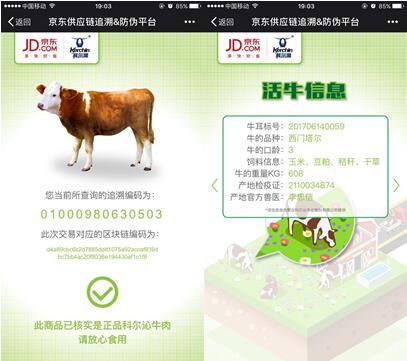 中国移动 19:03 85%
返回 京东供应链追溯&防伪平台
JD.京东
.COM
多·快·好·省
Kerchin
科尔沁
您当前所查询的追溯编码为：
01000980630503
此次交易对应的区块链编码为：
此商品已核实是正品科尔沁牛肉
请放心食用
中国移动 19:03 85%
返回 京东供应链追溯&防伪平台
JD.京东
.COM
多·快·好·省
Kerchin
科尔沁
活牛信息
牛耳标号：201706140059
牛的品种：西门塔尔
牛的口龄：3
饲料信息：玉米、豆粕、秸秆、干草
牛的重量KG：608
产地检疫证：2110034874
产地官方兽医：李忠信